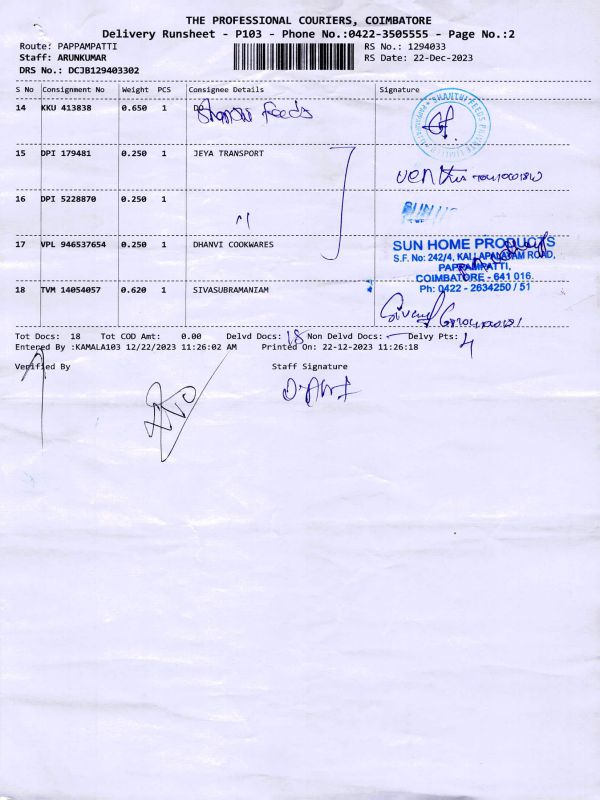 THE PROFESSIONAL COURIERS, COIMBATORE
Delivery Runsheet - P103 - Phone No.:0422-3505555 - Page No.:2
Route: PAPPAMPATTI RS No.: 1294033
Staff: ARUNKUMAR RS Date: 22-Dec-2023
DRS No.: DCJB129403302
S No Consignment No Weight PCS Consignee Details Signature
14 KKU 413838 0.650 1 Feeds
SHANTHI FEEDS PRIVATE LIMITED
15 DPI 179481 0.250 1 JEYA TRANSPORT
16 DPI 5228870 0.250 1
17 VPL 946537654 0.250 1 DHANVI COOKWARES
SUN HOME PRODUCTS
S.F. No: 242/4, KALLAPALAYAM ROAD,
PAPPAMPATTI,
COIMBATORE - 641 016.
Ph: 0422 - 2634250 / 51
18 TVM 14054057 0.620 1 SIVASUBRAMANIAM
Tot Docs: 18 Tot COD Amt: 0.00 Delvd Docs: 18 Non Delvd Docs: Delvy Pts: 4
Entered By :KAMALA103 12/22/2023 11:26:02 AM Printed On: 22-12-2023 11:26:18
Verified By Staff Signature